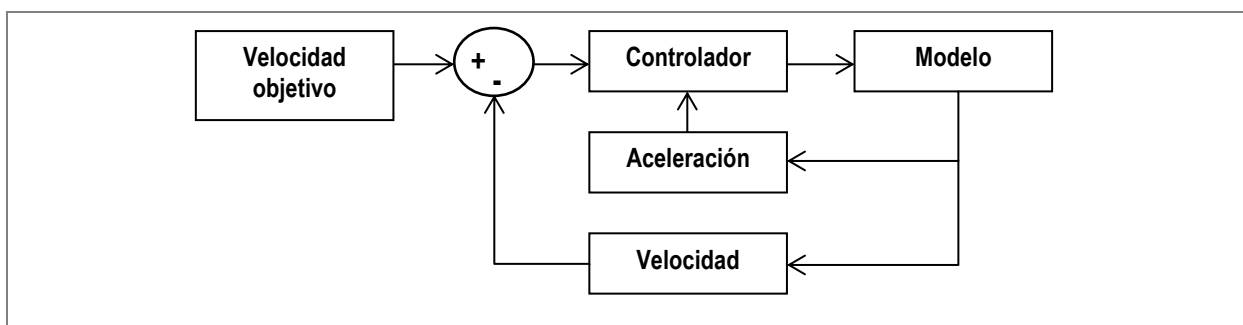 Velocidad
objetivo
+
-
Controlador
Modelo
Aceleración
Velocidad